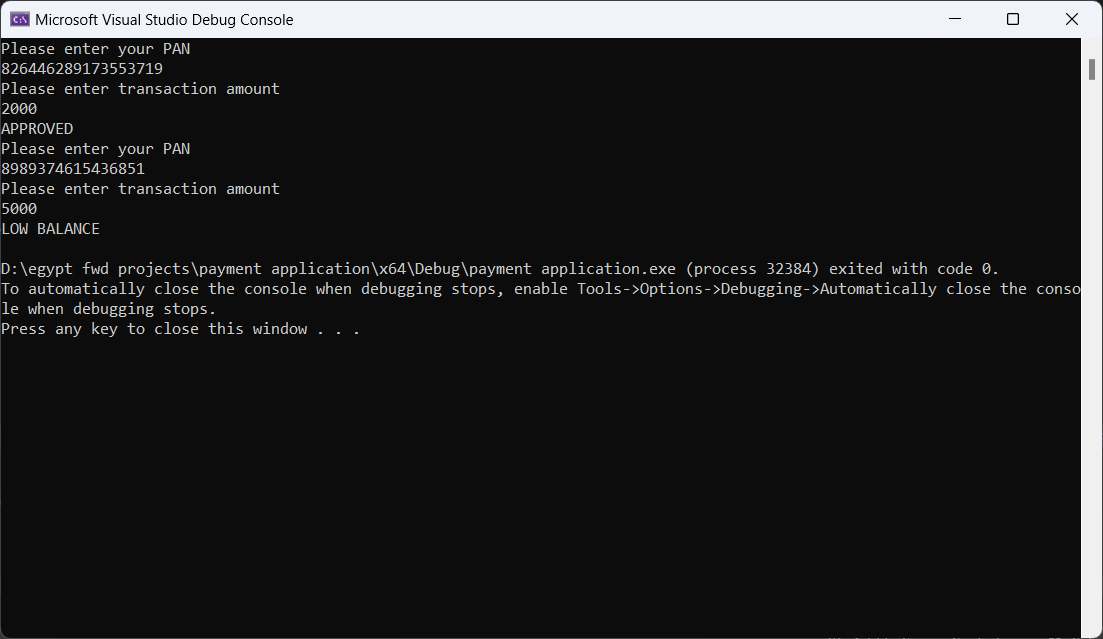 Microsoft Visual Studio Debug Console
Please enter your PAN
826446289173553719
Please enter transaction amount
2000
APPROVED
Please enter your PAN
8989374615436851
Please enter transaction amount
5000
LOW BALANCE
D:\egypt fwd projects\payment application\x64\Debug\payment application.exe (process 32384) exited with code 0.
To automatically close the console when debugging stops, enable Tools->Options->Debugging->Automatically close the conso
le when debugging stops.
Press any key to close this window . . .